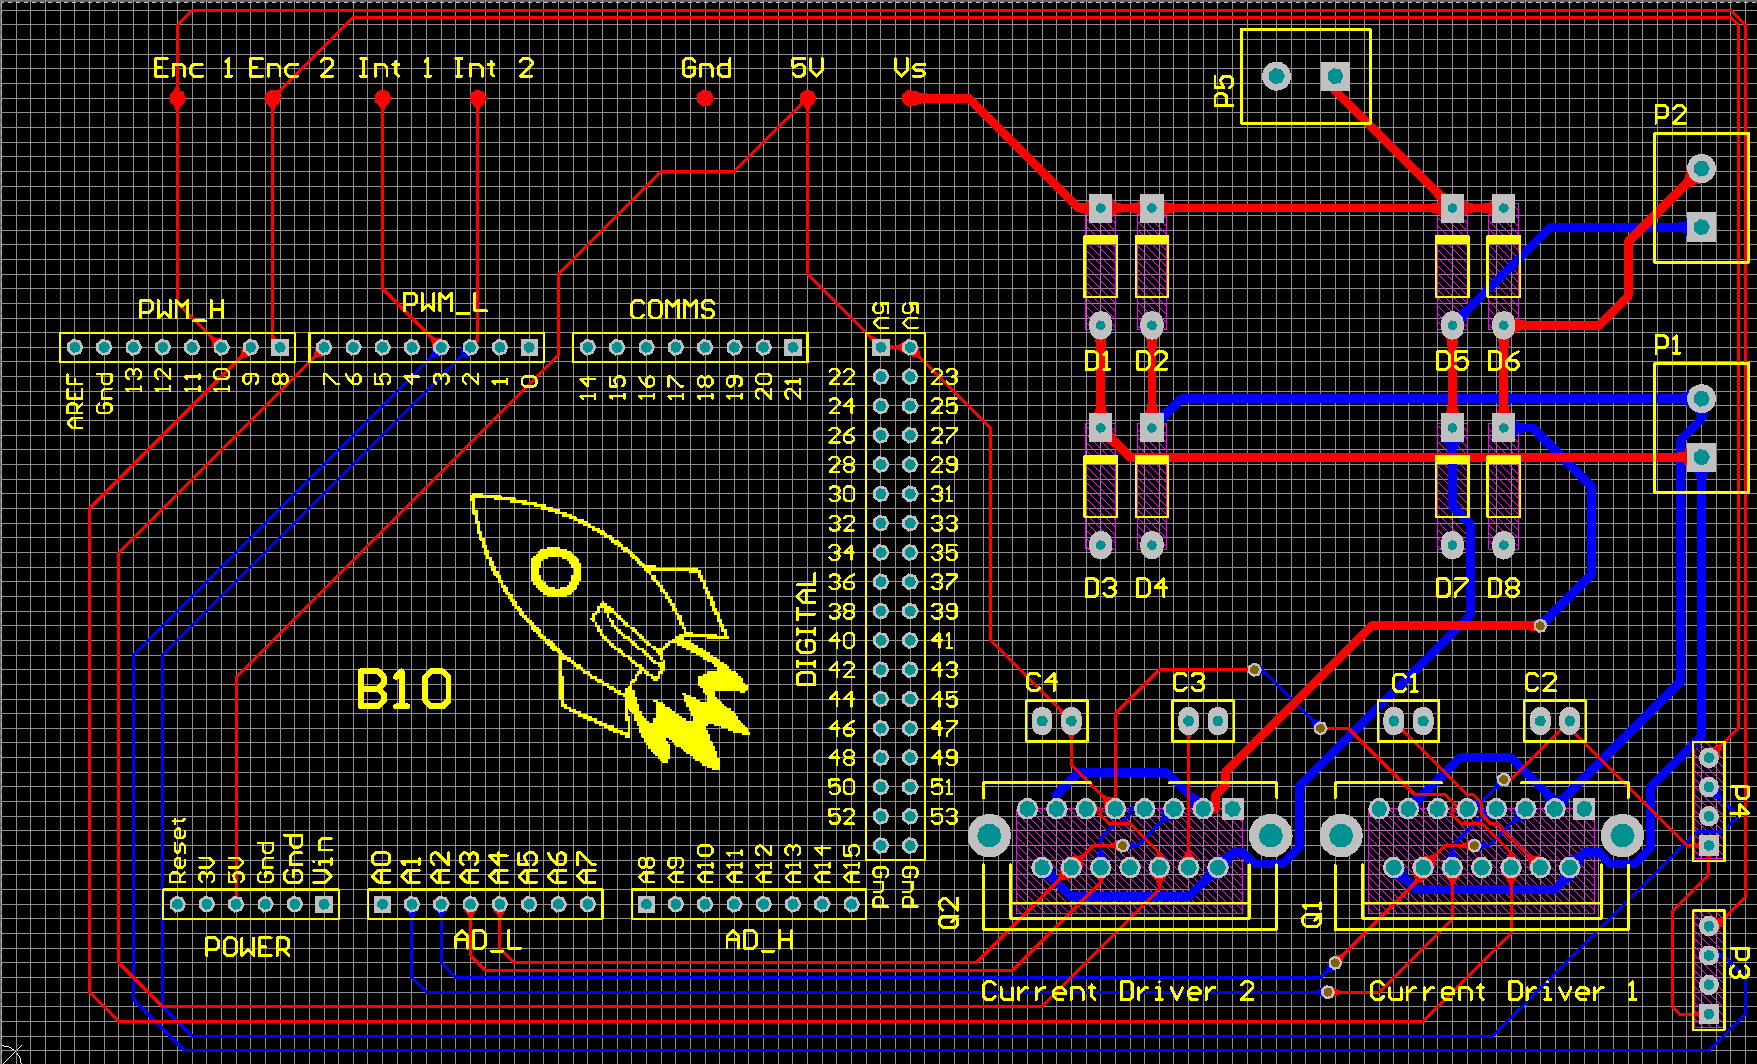 Enc 1 Enc 2 Int 1 Int 2 Gnd 5V Vs
P5
P2
PWM_H PWM_L COMMS 5V 5V
D1 D2 D5 D6
P1
AREF Gnd 13 12 11 10 9 8 7 6 5 4 3 2 1 0 14 15 16 17 18 19 20 21
22 23
24 25
26 27
28 29
30 31
32 33
34 35
36 37
38 39
40 41
42 43
44 45
46 47
48 49
50 51
52 53
DIGITAL
D3 D4 D7 D8
B10
C4 C3 C1 C2
P4
Reset 3V 5V Gnd Gnd Vin A0 A1 A2 A3 A4 A5 A6 A7 A8 A9 A10 A11 A12 A13 A14 A15 Gnd Gnd
Q2 Q1
POWER AD_L AD_H
P3
Current Driver 2 Current Driver 1